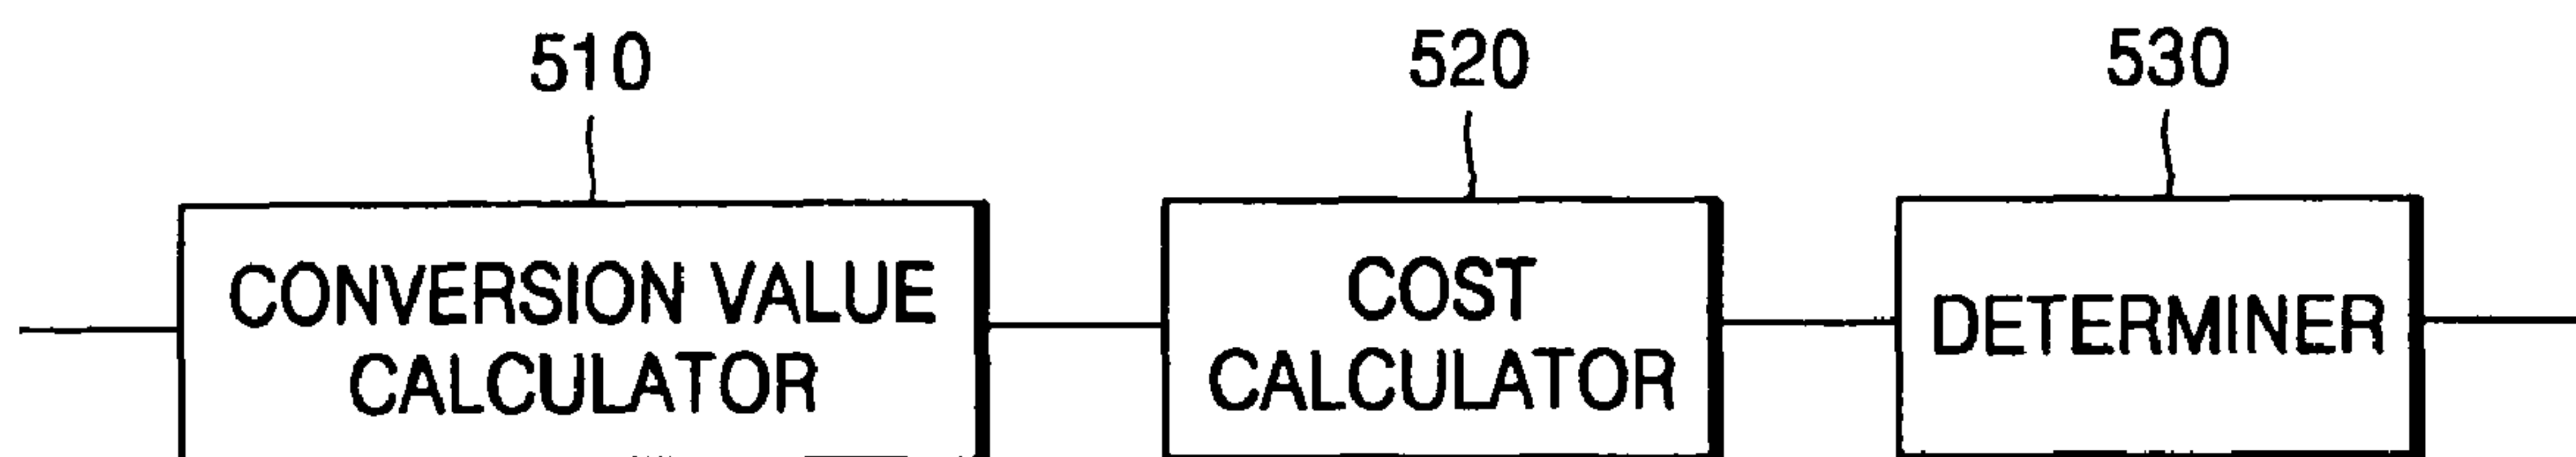 510
520
530
CONVERSION VALUE
CALCULATOR
COST
CALCULATOR
DETERMINER